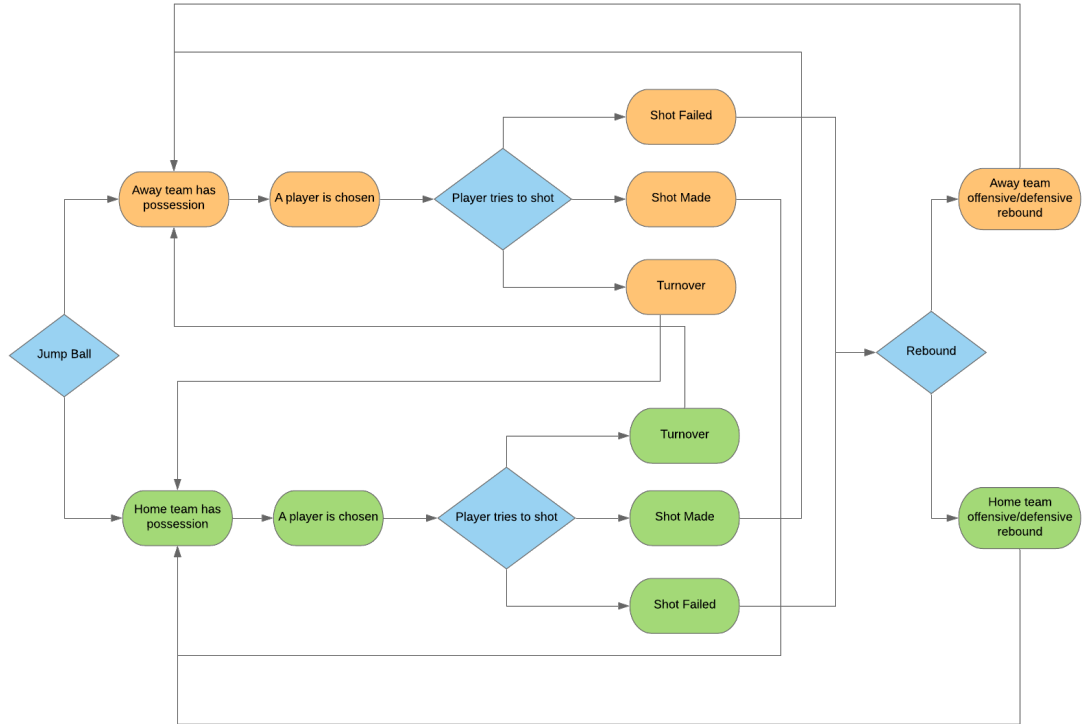 Shot Failed
Away team has
possession
A player is chosen
Player tries to shot
Shot Made
Away team
offensive/defensive
rebound
Turnover
Jump Ball
Rebound
Turnover
Home team has
possession
A player is chosen
Player tries to shot
Shot Made
Home team
offensive/defensive
rebound
Shot Failed